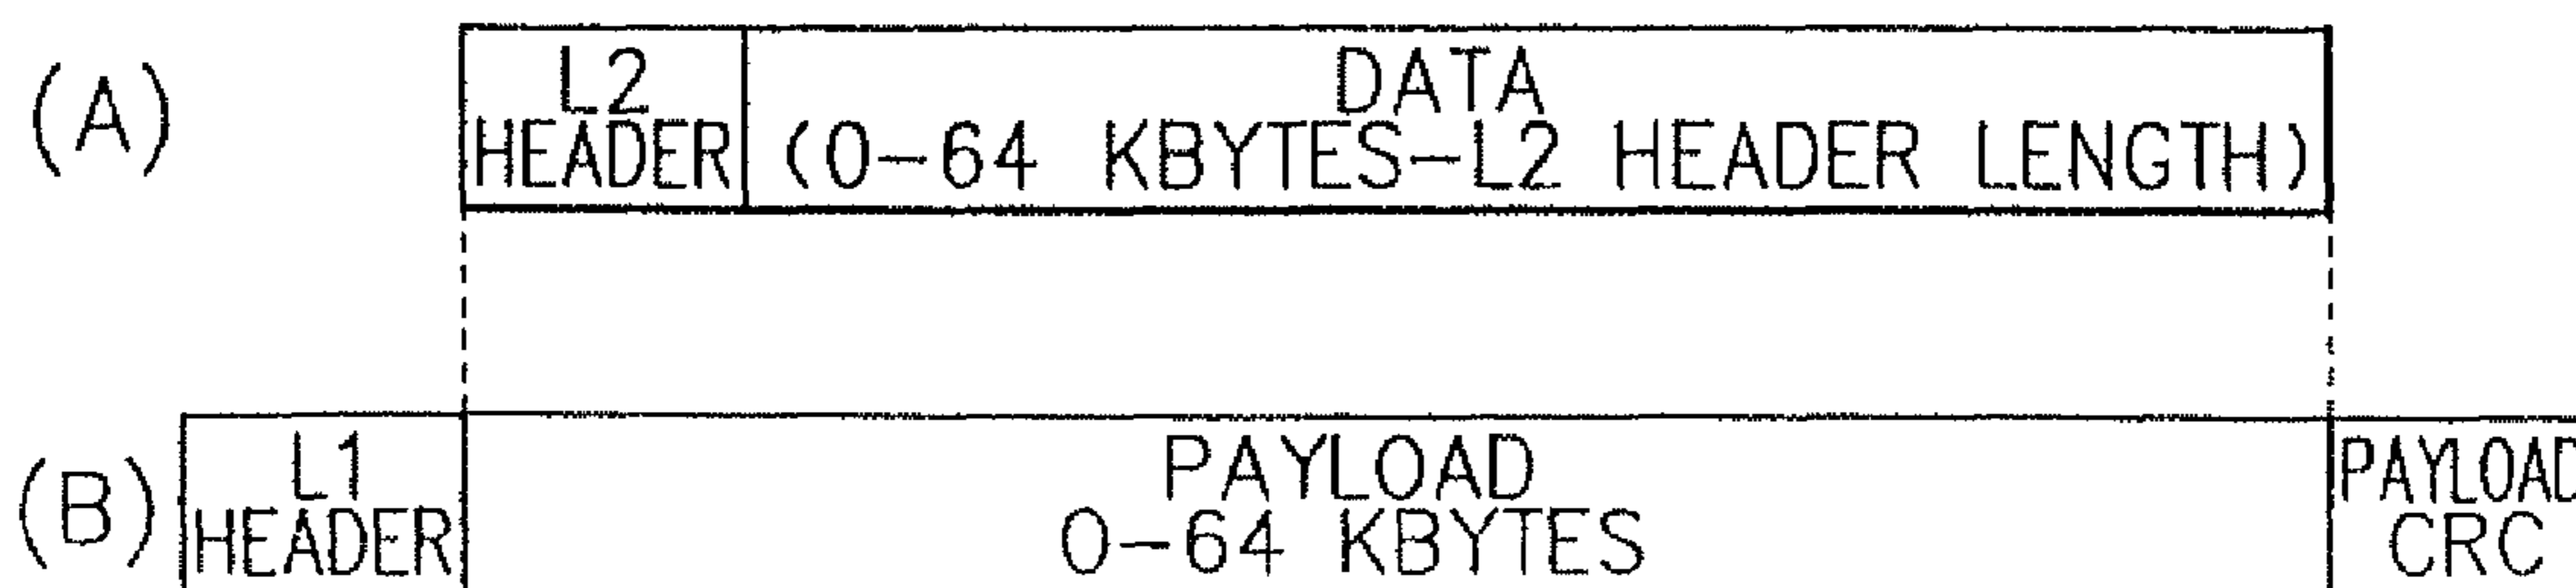 (A)
L2
HEADER
DATA
(0-64 KBYTES-L2 HEADER LENGTH)
(B)
L1
HEADER
PAYLOAD
0-64 KBYTES
PAYLOAD
CRC